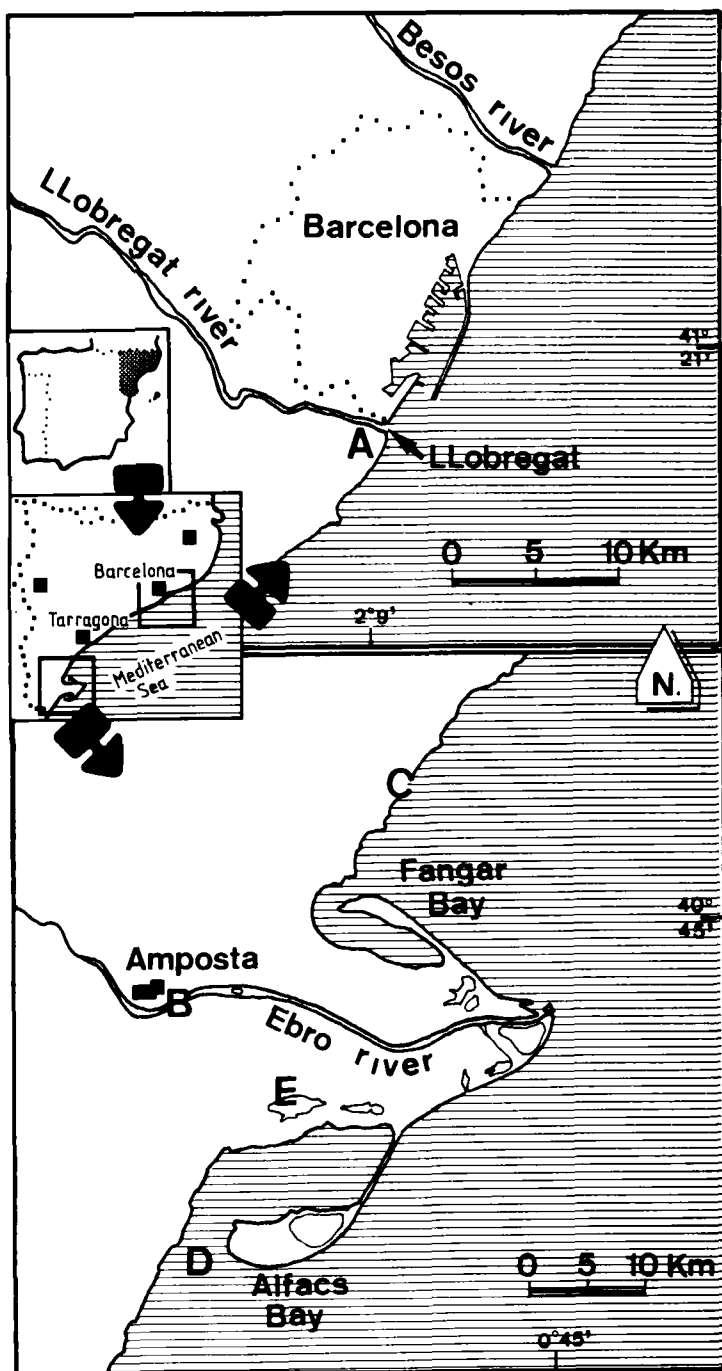 Besos river
LLobregat river
Barcelona
41°
21'
A
LLobregat
0 5 10 Km
2°9'
Barcelona
Tarragona
Mediterranean
Sea
N.
C
Fangar
Bay
40°
45'
Amposta
B
Ebro river
E
D
Alfacs
Bay
0 5 10 Km
0°45'